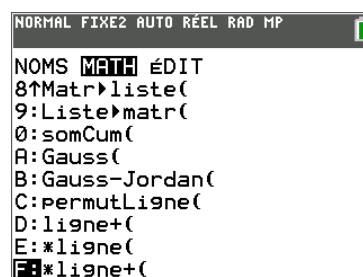 NORMAL FIXE2 AUTO RÉEL RAD MP
NOMS MATH ÉDIT
8↑Matr▶liste(
9:Liste▶matr(
0:somCum(
A:Gauss(
B:Gauss-Jordan(
C:permutLigne(
D:ligne+(
E:*ligne(
F:*ligne+(